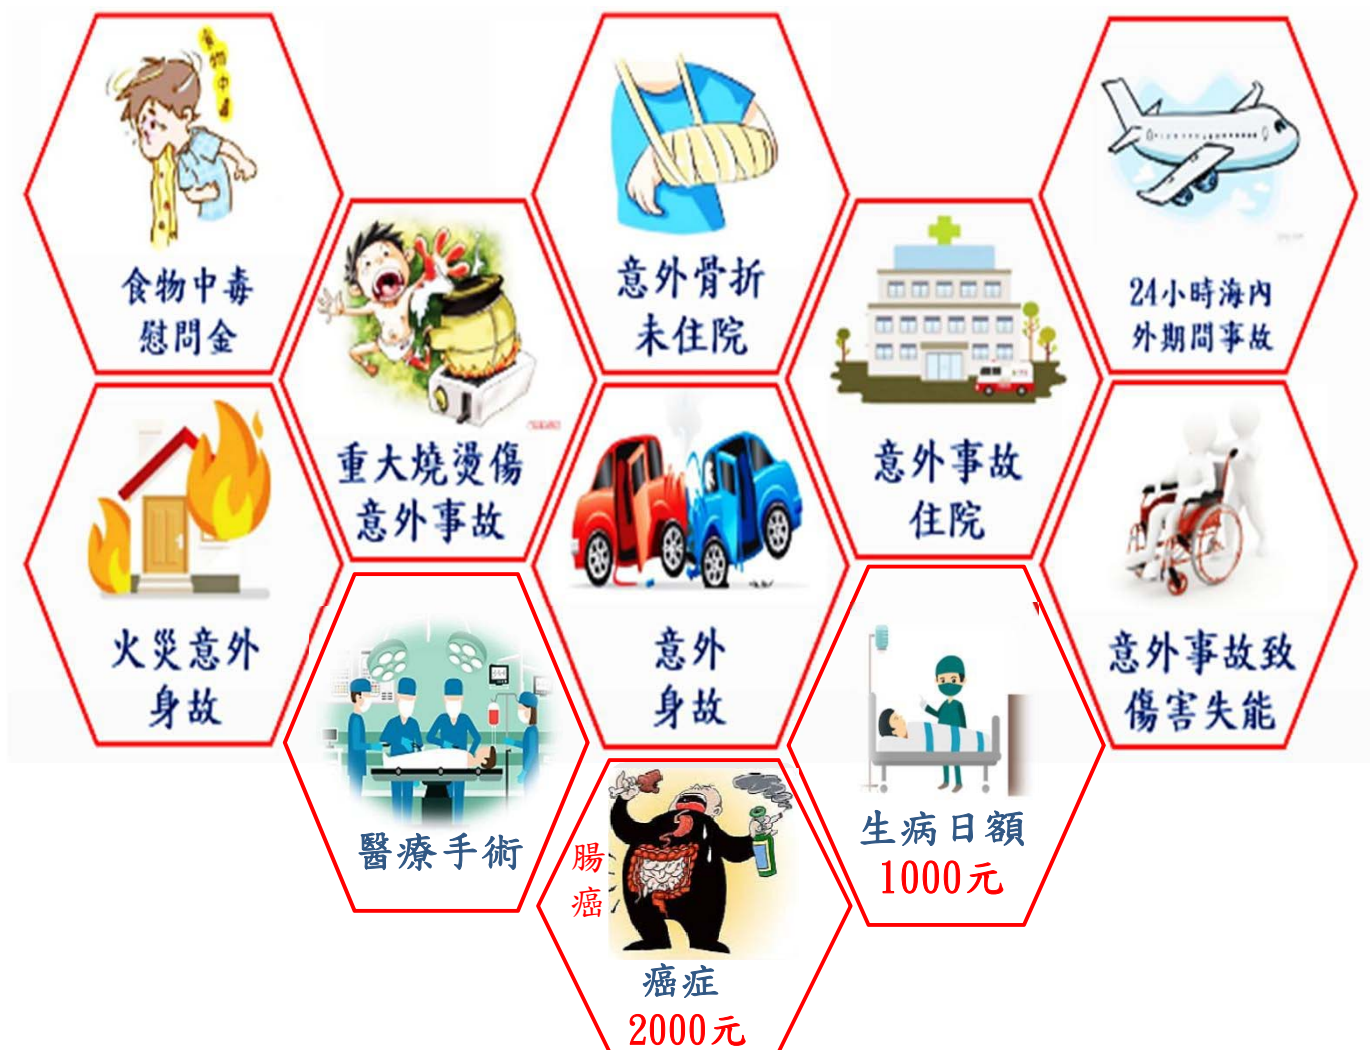 食物中毒
食物中毒
慰問金
意外骨折
未住院
24小時海內
外期間事故
重大燒燙傷
意外事故
意外事故
住院
火災意外
身故
意外
身故
意外事故致
傷害失能
醫療手術
生病日額
1000元
腸癌
癌症
2000元